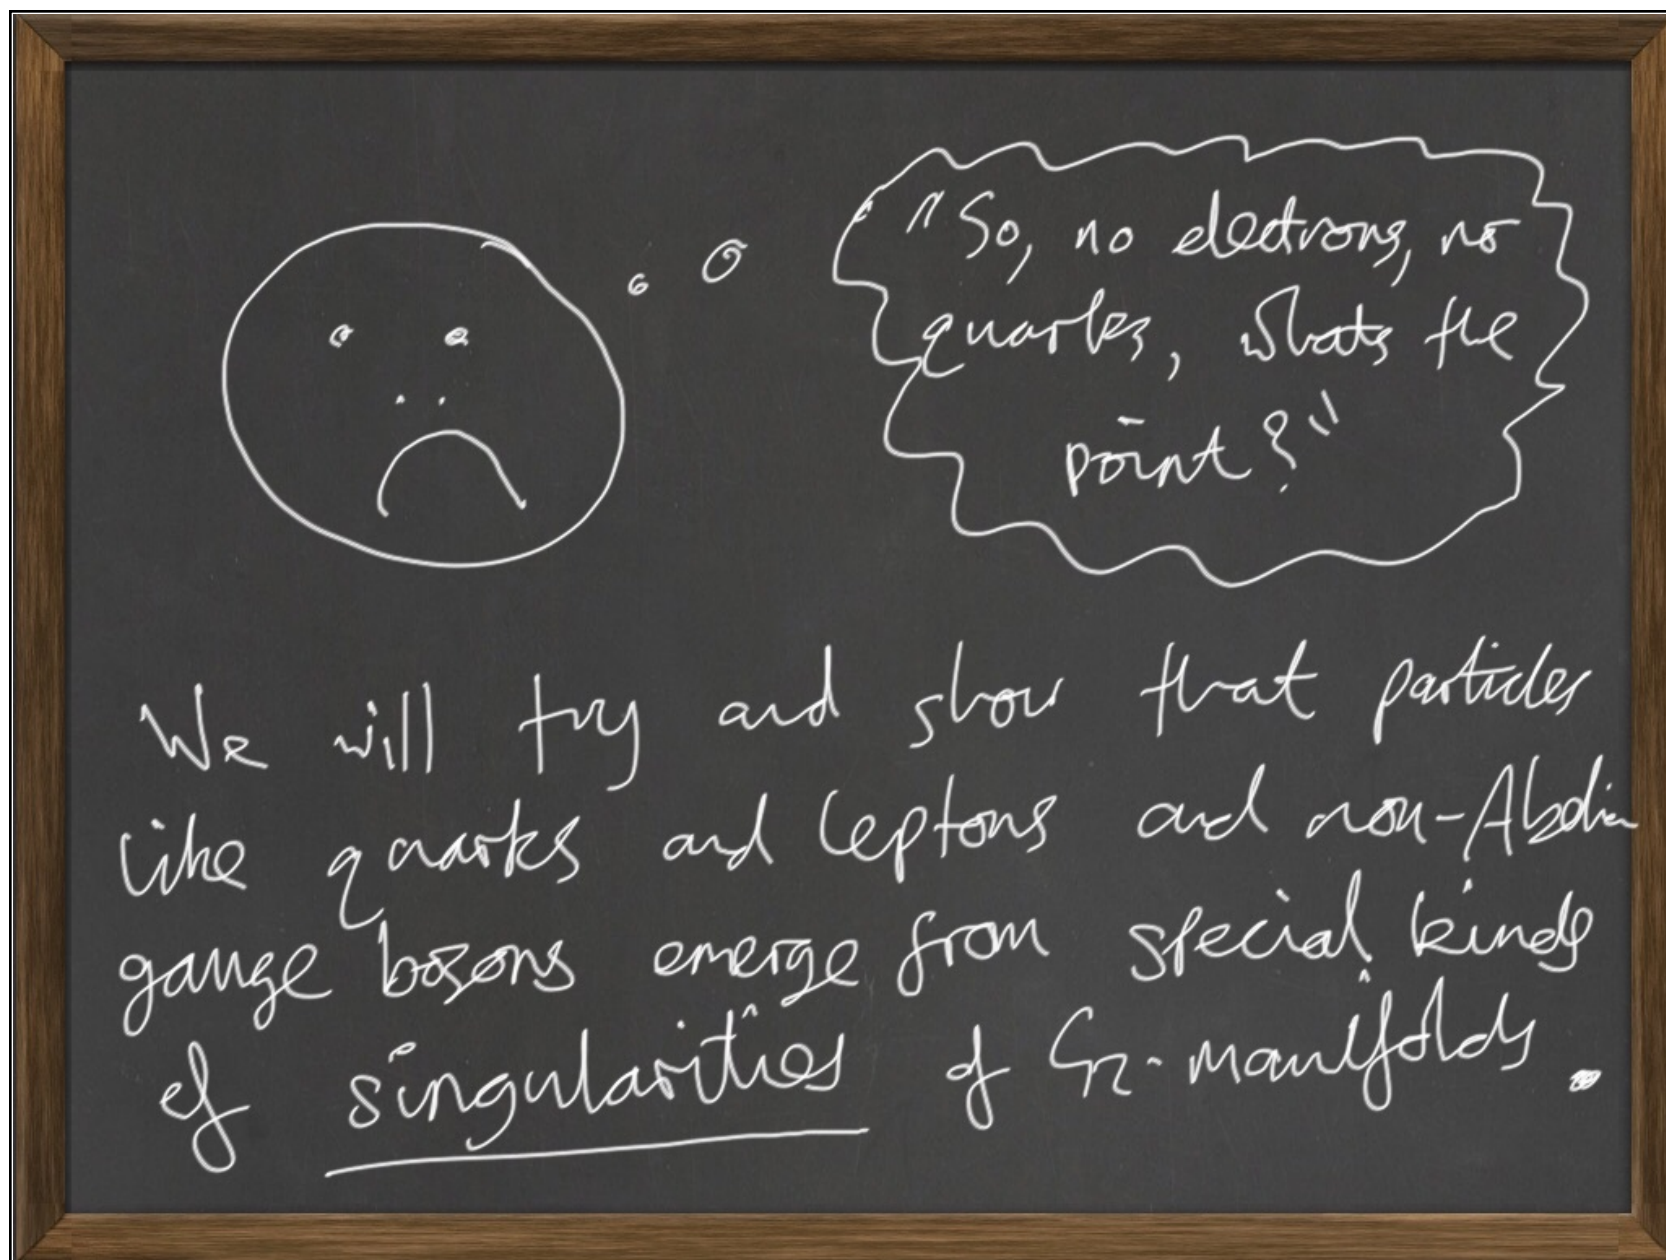 "So, no electrons, no
quarks, whats the
point?"
We will try and show that particles
like quarks and leptons and non-Abelian
gauge bosons emerge from special kinds
of singularities of G2-manifolds.